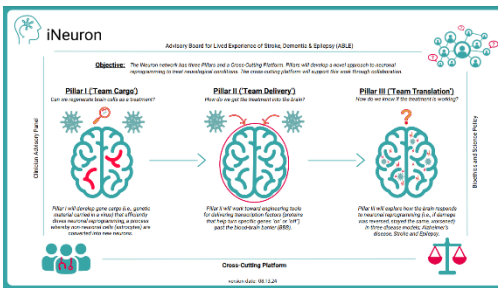 iNeuron
Advisory Board for Lived Experience of Stroke, Dementia & Epilepsy (ABLE)
Objective: The iNeuron network has three Pillars and a Cross-Cutting Platform. Pillars will develop a novel approach to neuronal
reprogramming to treat neurological conditions. The cross-cutting platform will support this work through collaboration.
Pillar I ('Team Cargo')
Can we regenerate brain cells as a treatment?
Pillar II ('Team Delivery')
How do we get the treatment into the brain?
Pillar III ('Team Translation')
How do we know if the treatment is working?
Clinician Advisory Panel
Bioethics and Science Policy
Pillar I will develop gene cargo (i.e., genetic
material carried in a virus) that efficiently
drives neuronal reprogramming, a process
whereby non-neuronal cells (astrocytes) are
converted into new neurons.
Pillar II will work toward engineering tools
for delivering transcription factors (proteins
that help turn specific genes, 'on' or 'off')
past the blood-brain barrier (BBB).
Pillar III will explore how the brain responds
to neuronal reprogramming (i.e., if damage
was reversed, stayed the same, worsened)
in three disease models: Alzheimer's
disease, Stroke and Epilepsy.
Cross-Cutting Platform
version date: 08.13.24